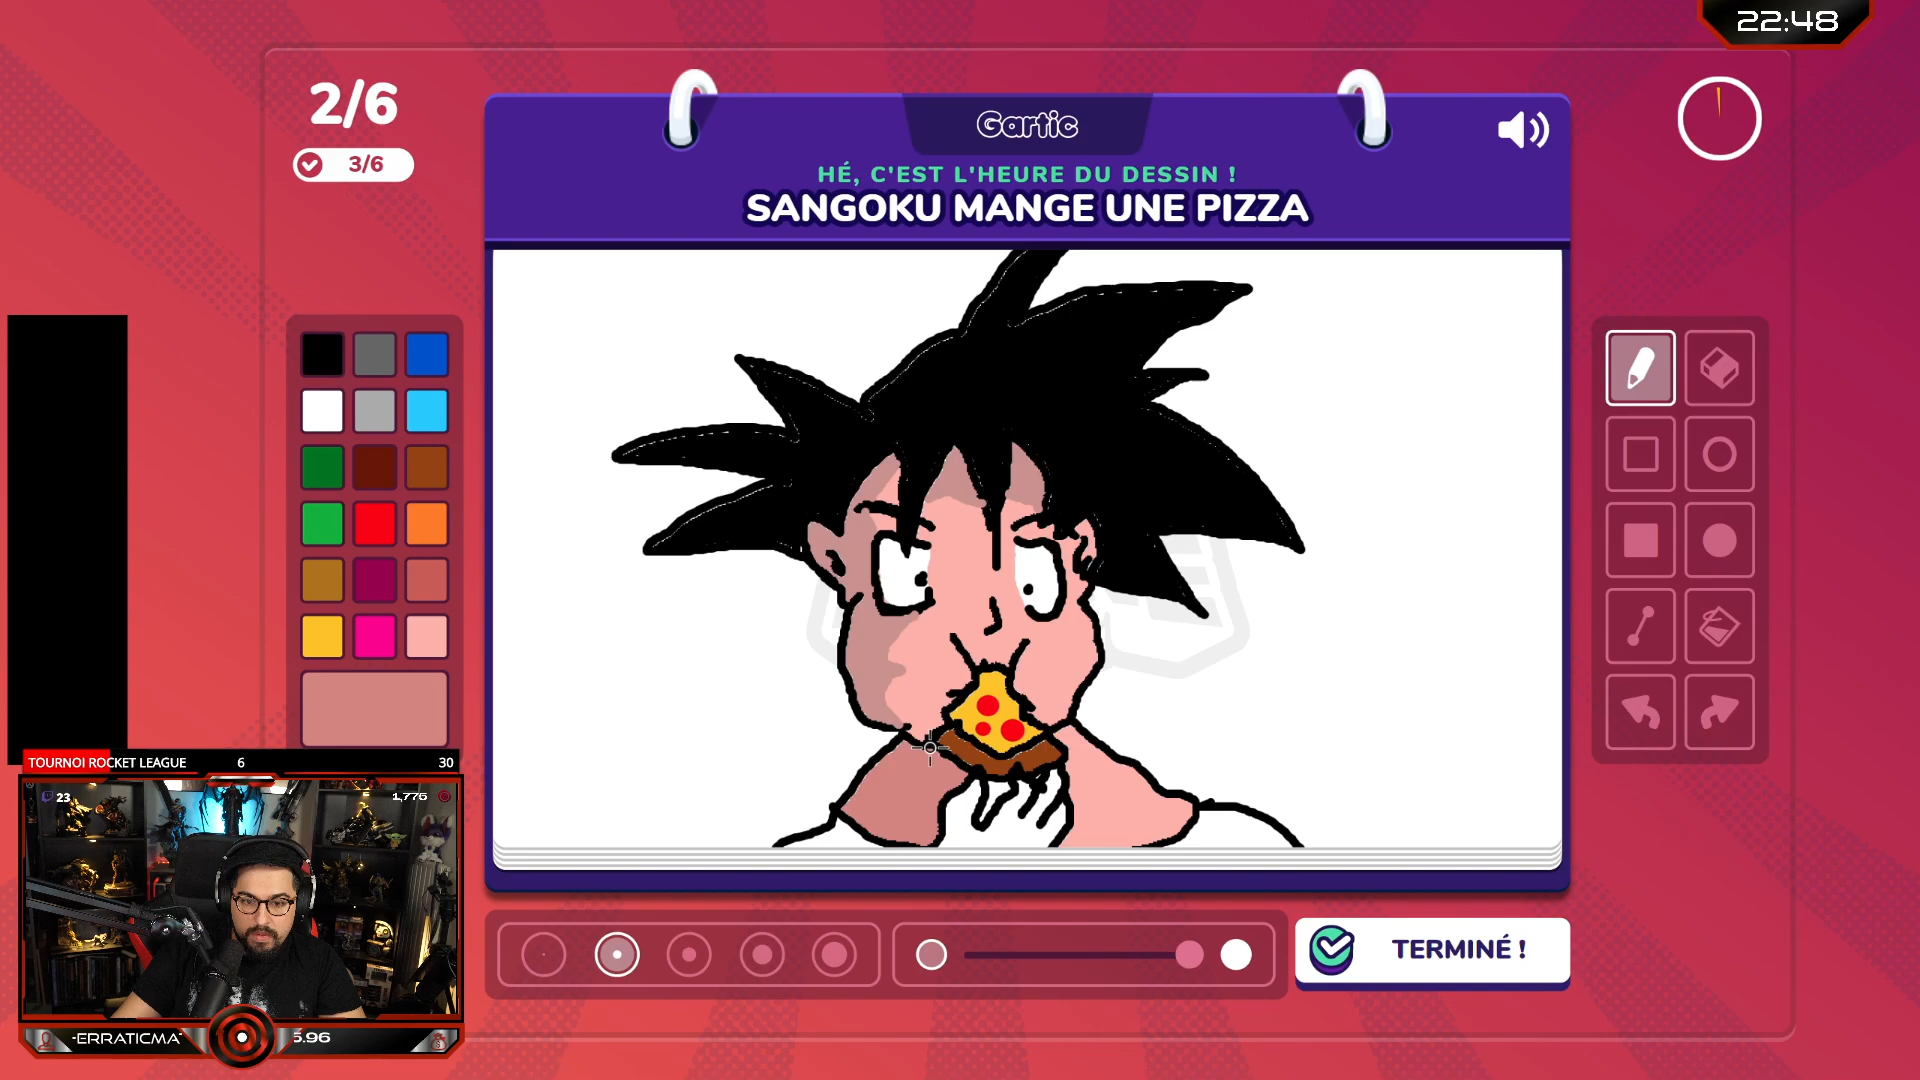 22:48
2/6
3/6
Gartic
HÉ, C'EST L'HEURE DU DESSIN !
SANGOKU MANGE UNE PIZZA
TOURNOI ROCKET LEAGUE 6 30
23
1,775
-ERRATICMA
5.96
TERMINÉ !